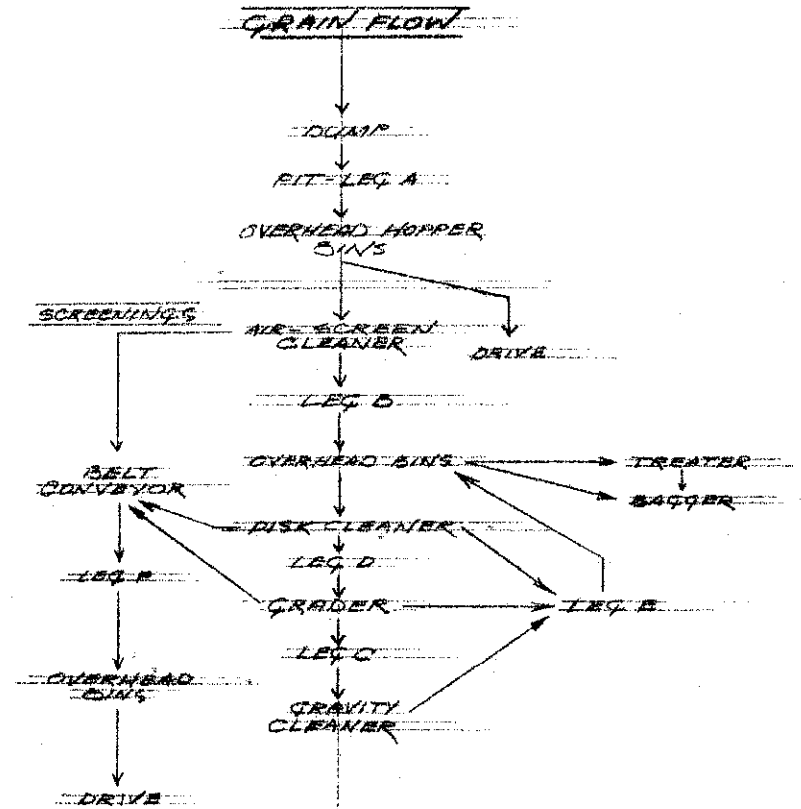 GRAIN FLOW
DUMP
PIT-LEG A
OVERHEAD HOPPER
BINS
SCREENINGS
AIR-SCREEN
CLEANER
DRIVE
LEG B
OVERHEAD BINS
TREATER
BELT
CONVEYOR
BAGGER
DISK CLEANER
LEG D
LEG F
GRADER
LEG E
LEG C
OVERHEAD
BINS
GRAVITY
CLEANER
DRIVE